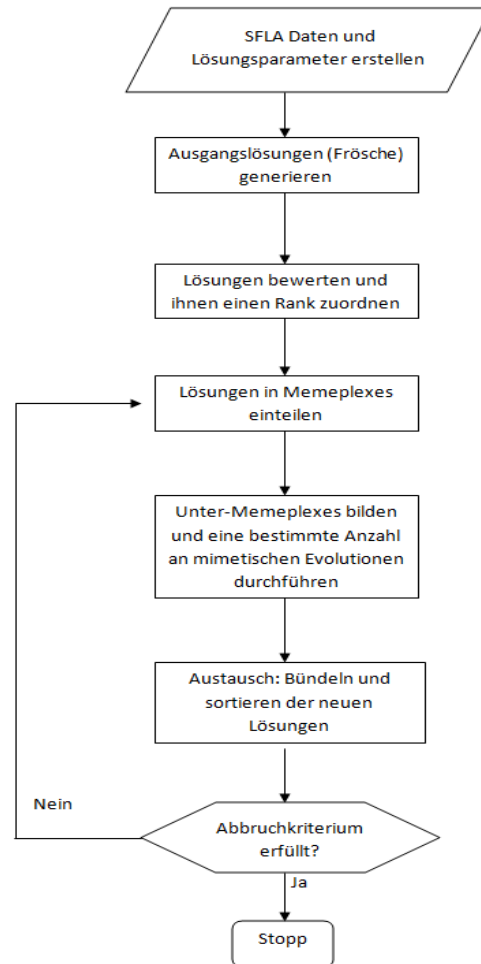 SFLA Daten und
Lösungsparameter erstellen
Ausgangslösungen (Frösche)
generieren
Lösungen bewerten und
ihnen einen Rank zuordnen
Lösungen in Memeplexes
einteilen
Unter-Memeplexes bilden
und eine bestimmte Anzahl
an mimetischen Evolutionen
durchführen
Austausch: Bündeln und
sortieren der neuen
Lösungen
Nein
Abbruchkriterium
erfüllt?
Ja
Stopp